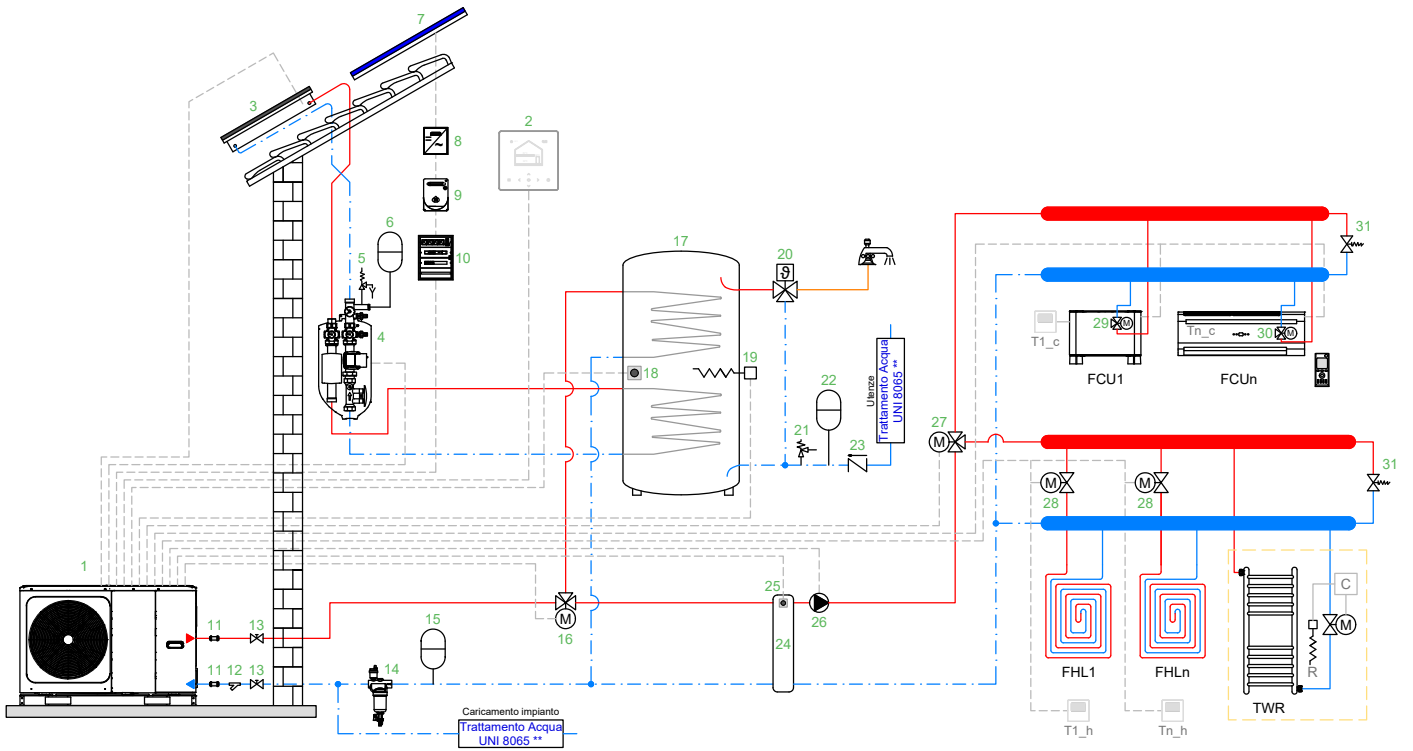 7
3
2
8
9
6
5
10
4
17
20
18
19
22
21
23
Utenze
Trattamento Acqua
UNI 8065 **
31
29
M
T1_c
Tn_c
30
M
FCU1
FCUn
27
M
M
28
M
28
31
1
11
13
11
12
13
14
15
M
16
25
24
26
Caricamento impianto
Trattamento Acqua
UNI 8065 **
FHL1
FHLn
T1_h
Tn_h
C
M
R
TWR
ϑ